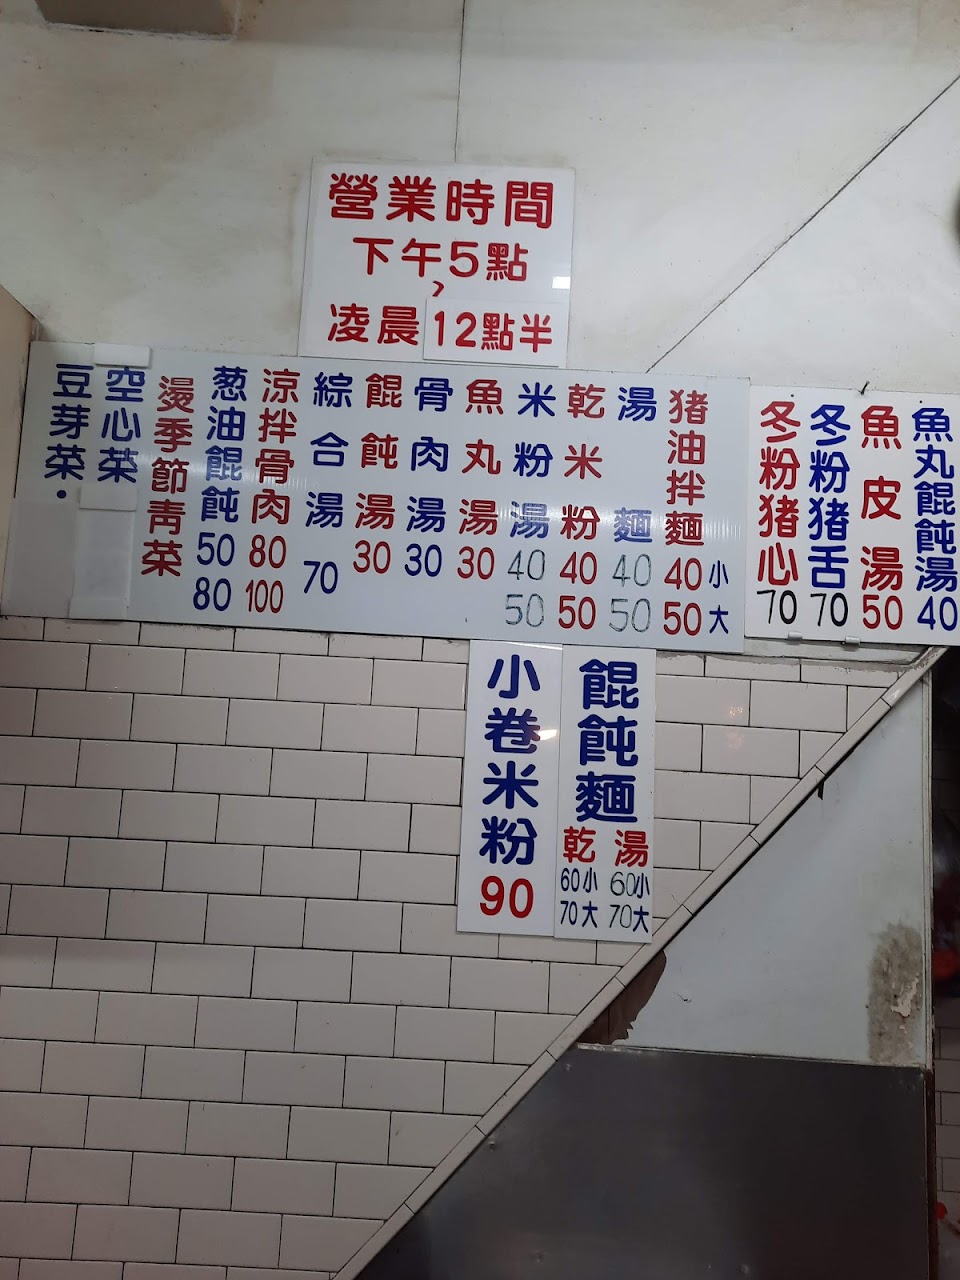 營業時間
下午5點
~
凌晨12點半
豬油拌麵 40小 50大
湯麵 40 50
乾米粉 40 50
米粉湯 40 50
魚丸湯 30
骨肉湯 30
餛飩湯 30
綜合湯 70
涼拌骨肉 80 100
葱油餛飩 50 80
燙季節青菜
空心菜
豆芽菜·
魚丸餛飩湯 40
魚皮湯 50
冬粉豬舌 70
冬粉豬心 70
餛飩麵
乾 湯
60小 60小
70大 70大
小卷米粉 90